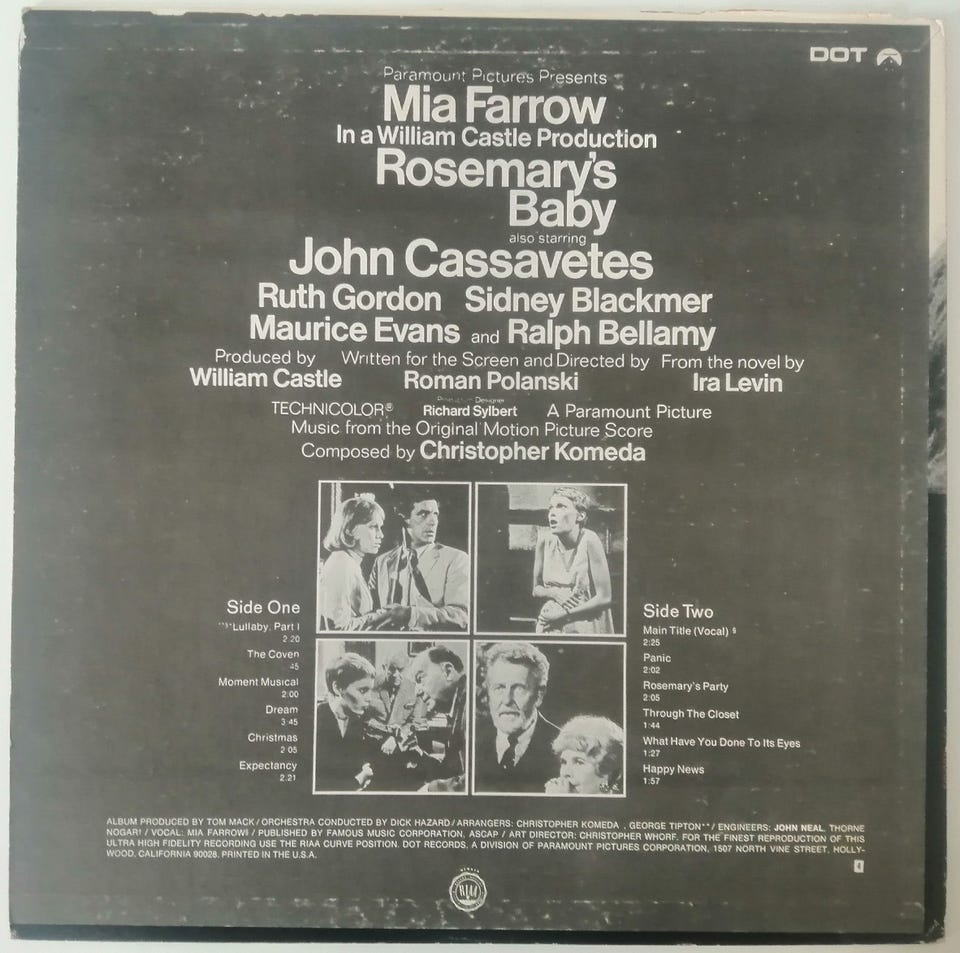 DOT
Paramount Pictures Presents
Mia Farrow
In a William Castle Production
Rosemary's
Baby
also starring
John Cassavetes
Ruth Gordon Sidney Blackmer
Maurice Evans and Ralph Bellamy
Produced by Written for the Screen and Directed by From the novel by
William Castle Roman Polanski Ira Levin
Production Designer
TECHNICOLOR® Richard Sylbert A Paramount Picture
Music from the Original Motion Picture Score
Composed by Christopher Komeda
Side One
Lullaby, Part I
2:20
The Coven
:45
Moment Musical
2:00
Dream
3:45
Christmas
2:05
Expectancy
2:21
Side Two
Main Title (Vocal) §
2:25
Panic
2:02
Rosemary's Party
2:05
Through The Closet
1:44
What Have You Done To Its Eyes
1:27
Happy News
1:57
ALBUM PRODUCED BY TOM MACK / ORCHESTRA CONDUCTED BY DICK HAZARD / ARRANGERS: CHRISTOPHER KOMEDA , GEORGE TIPTON** / ENGINEERS: JOHN NEAL, THORNE
NOGAR† / VOCAL: MIA FARROW§ / PUBLISHED BY FAMOUS MUSIC CORPORATION, ASCAP / ART DIRECTOR: CHRISTOPHER WHORF. FOR THE FINEST REPRODUCTION OF THIS
ULTRA HIGH FIDELITY RECORDING USE THE RIAA CURVE POSITION. DOT RECORDS, A DIVISION OF PARAMOUNT PICTURES CORPORATION, 1507 NORTH VINE STREET, HOLLY-
WOOD, CALIFORNIA 90028. PRINTED IN THE U.S.A.
4
RIAA